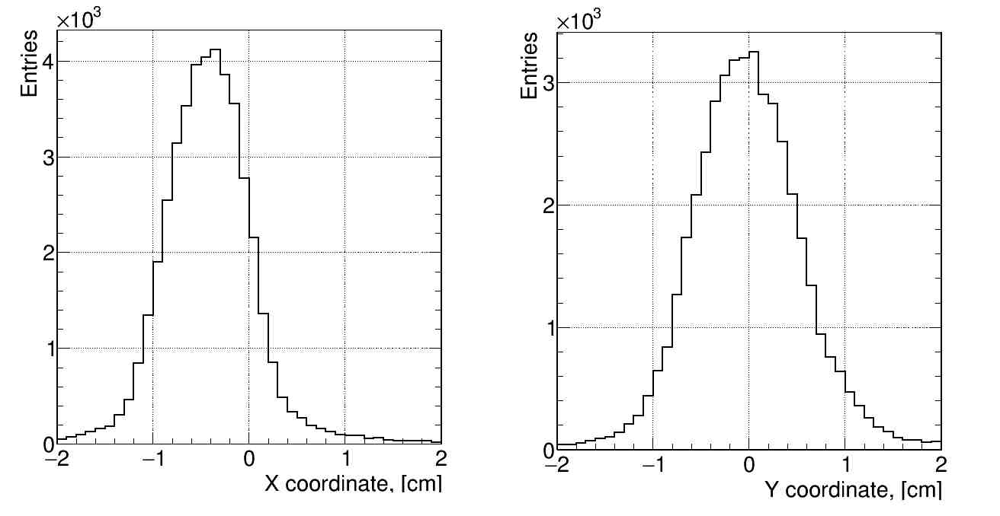 ×10³
Entries
4
3
2
1
0
−2 −1 0 1 2
X coordinate, [cm]
×10³
Entries
3
2
1
0
−2 −1 0 1 2
Y coordinate, [cm]